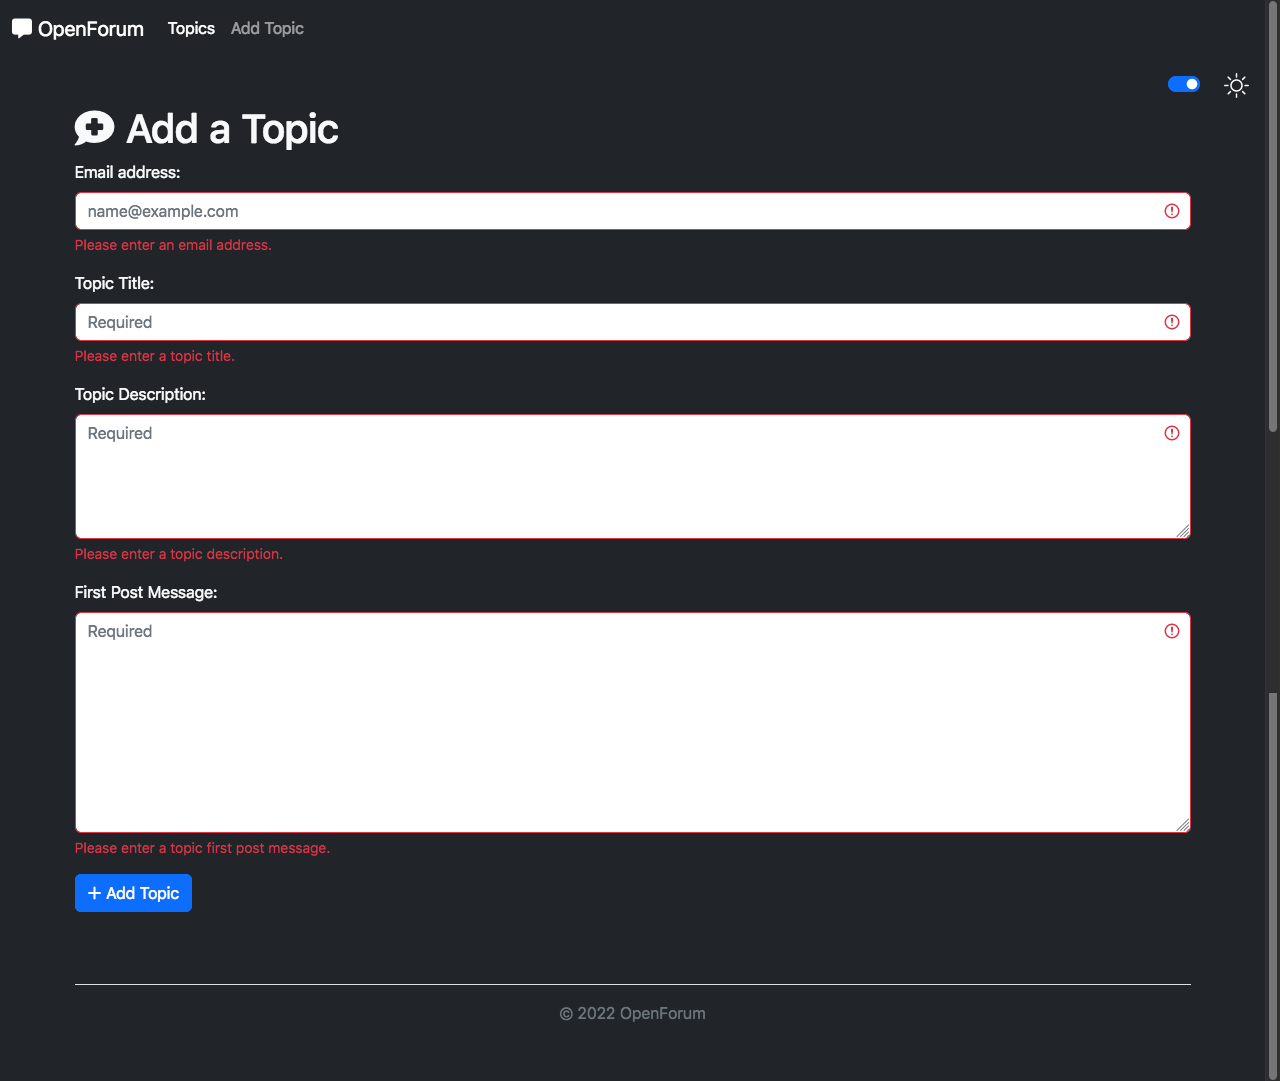 OpenForum Topics Add Topic
Add a Topic
Email address:
name@example.com
Please enter an email address.
Topic Title:
Required
Please enter a topic title.
Topic Description:
Required
Please enter a topic description.
First Post Message:
Required
Please enter a topic first post message.
Add Topic
© 2022 OpenForum